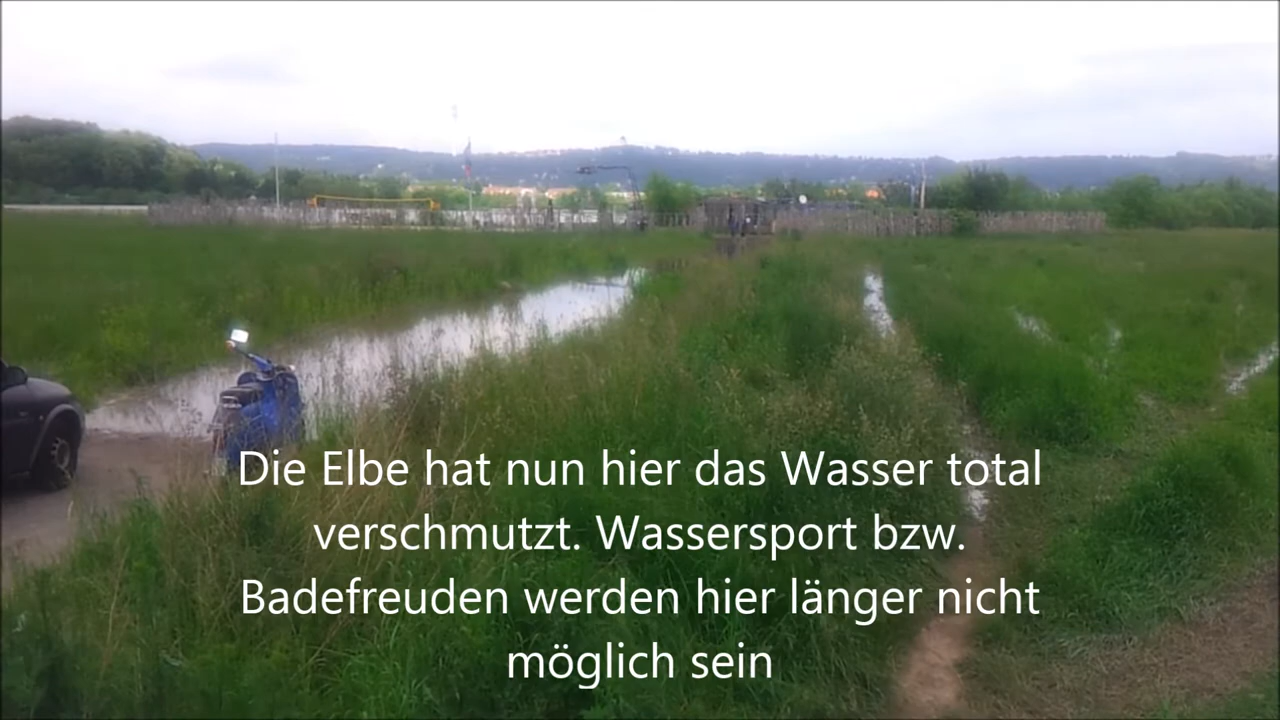 Die Elbe hat nun hier das Wasser total
verschmutzt. Wassersport bzw.
Badefreuden werden hier länger nicht
möglich sein